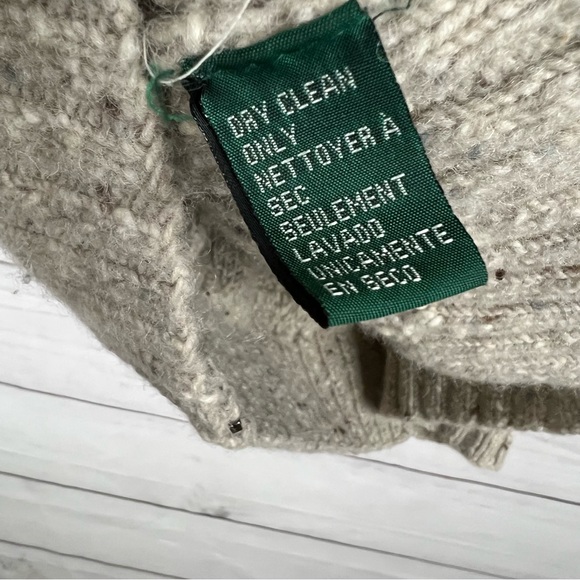 DRY CLEAN
ONLY
NETTOYER À
SEC
SEULEMENT
LAVADO
UNICAMENTE
EN SECO